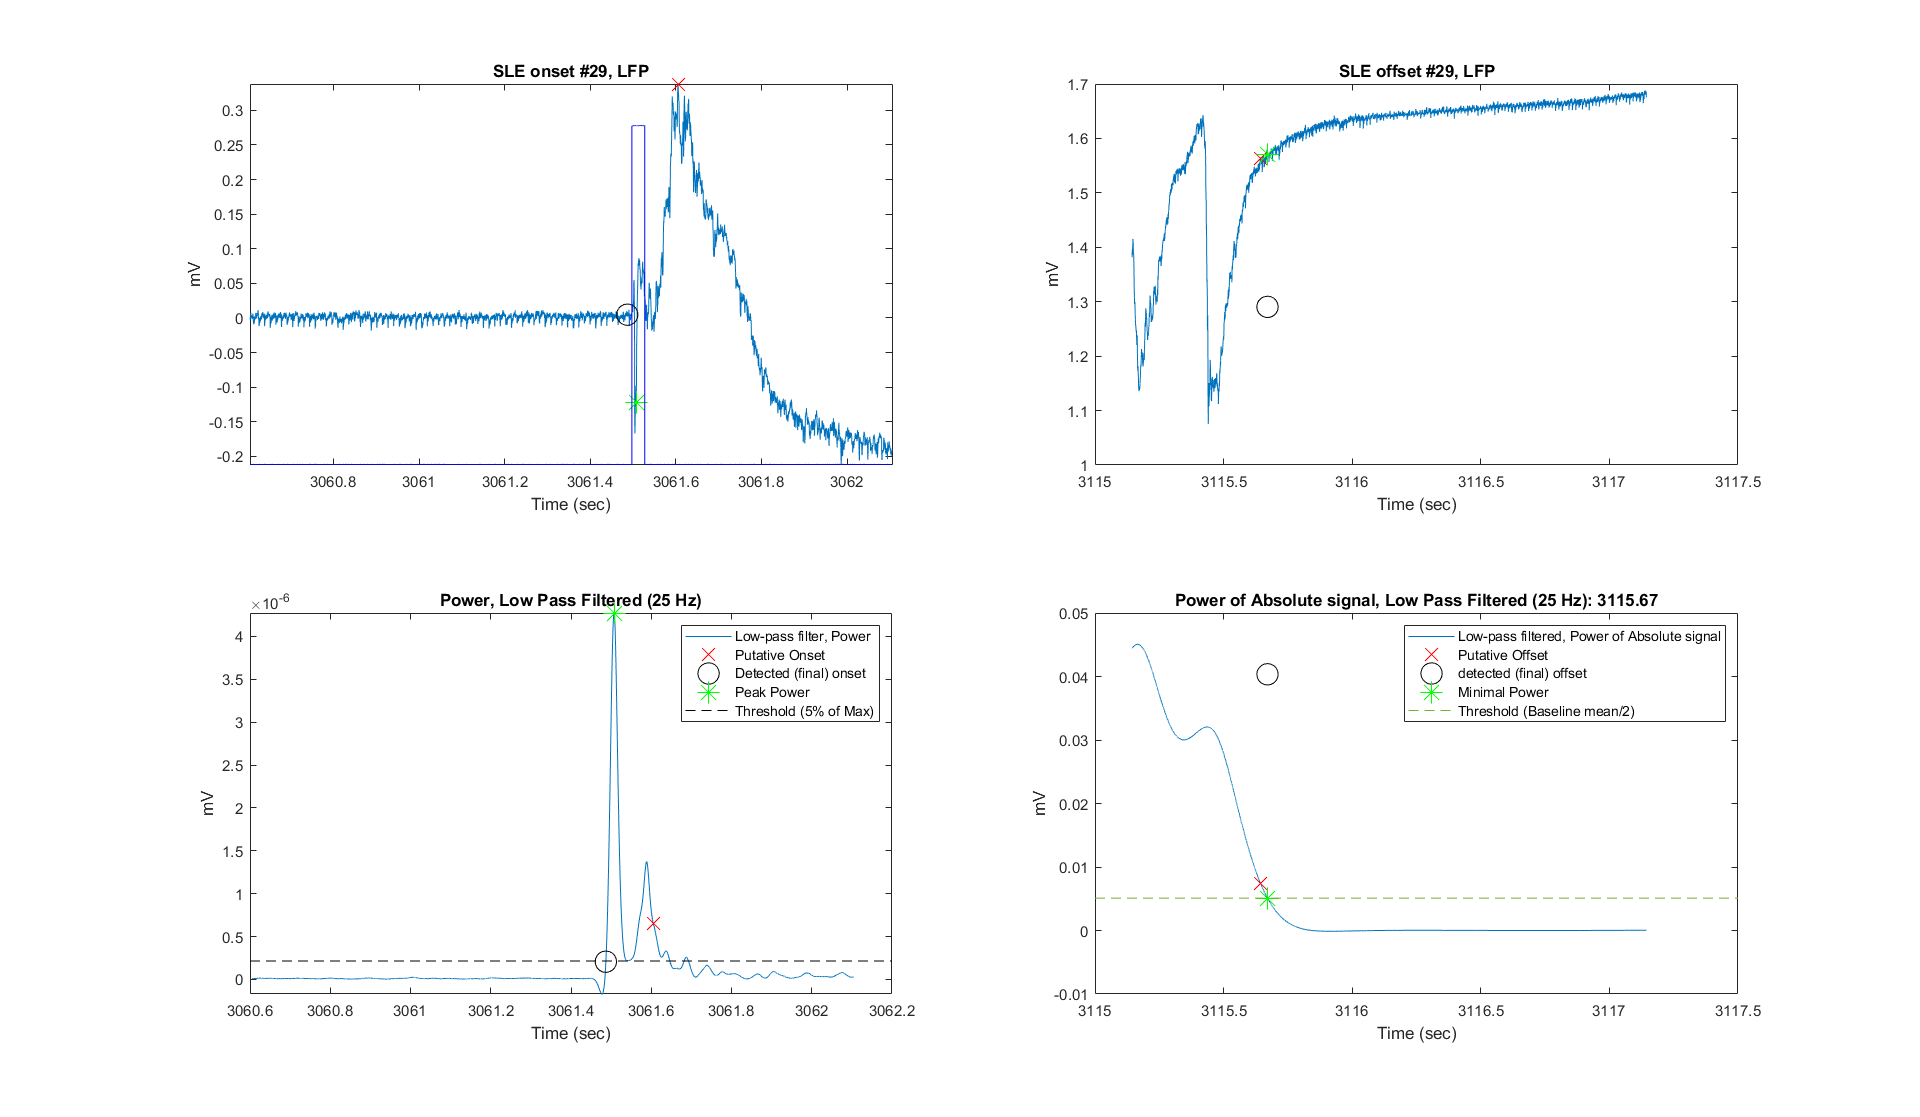 SLE onset #29, LFP
0.3
0.25
0.2
0.15
0.1
0.05
0
-0.05
-0.1
-0.15
-0.2
mV
3060.8 3061 3061.2 3061.4 3061.6 3061.8 3062
Time (sec)
SLE offset #29, LFP
1.7
1.6
1.5
1.4
1.3
1.2
1.1
1
mV
3115 3115.5 3116 3116.5 3117 3117.5
Time (sec)
Power, Low Pass Filtered (25 Hz)
×10-6
4
3.5
3
2.5
2
1.5
1
0.5
0
mV
Low-pass filter, Power
Putative Onset
Detected (final) onset
Peak Power
Threshold (5% of Max)
3060.6 3060.8 3061 3061.2 3061.4 3061.6 3061.8 3062 3062.2
Time (sec)
Power of Absolute signal, Low Pass Filtered (25 Hz): 3115.67
0.05
0.04
0.03
0.02
0.01
0
-0.01
mV
Low-pass filtered, Power of Absolute signal
Putative Offset
detected (final) offset
Minimal Power
Threshold (Baseline mean/2)
3115 3115.5 3116 3116.5 3117 3117.5
Time (sec)